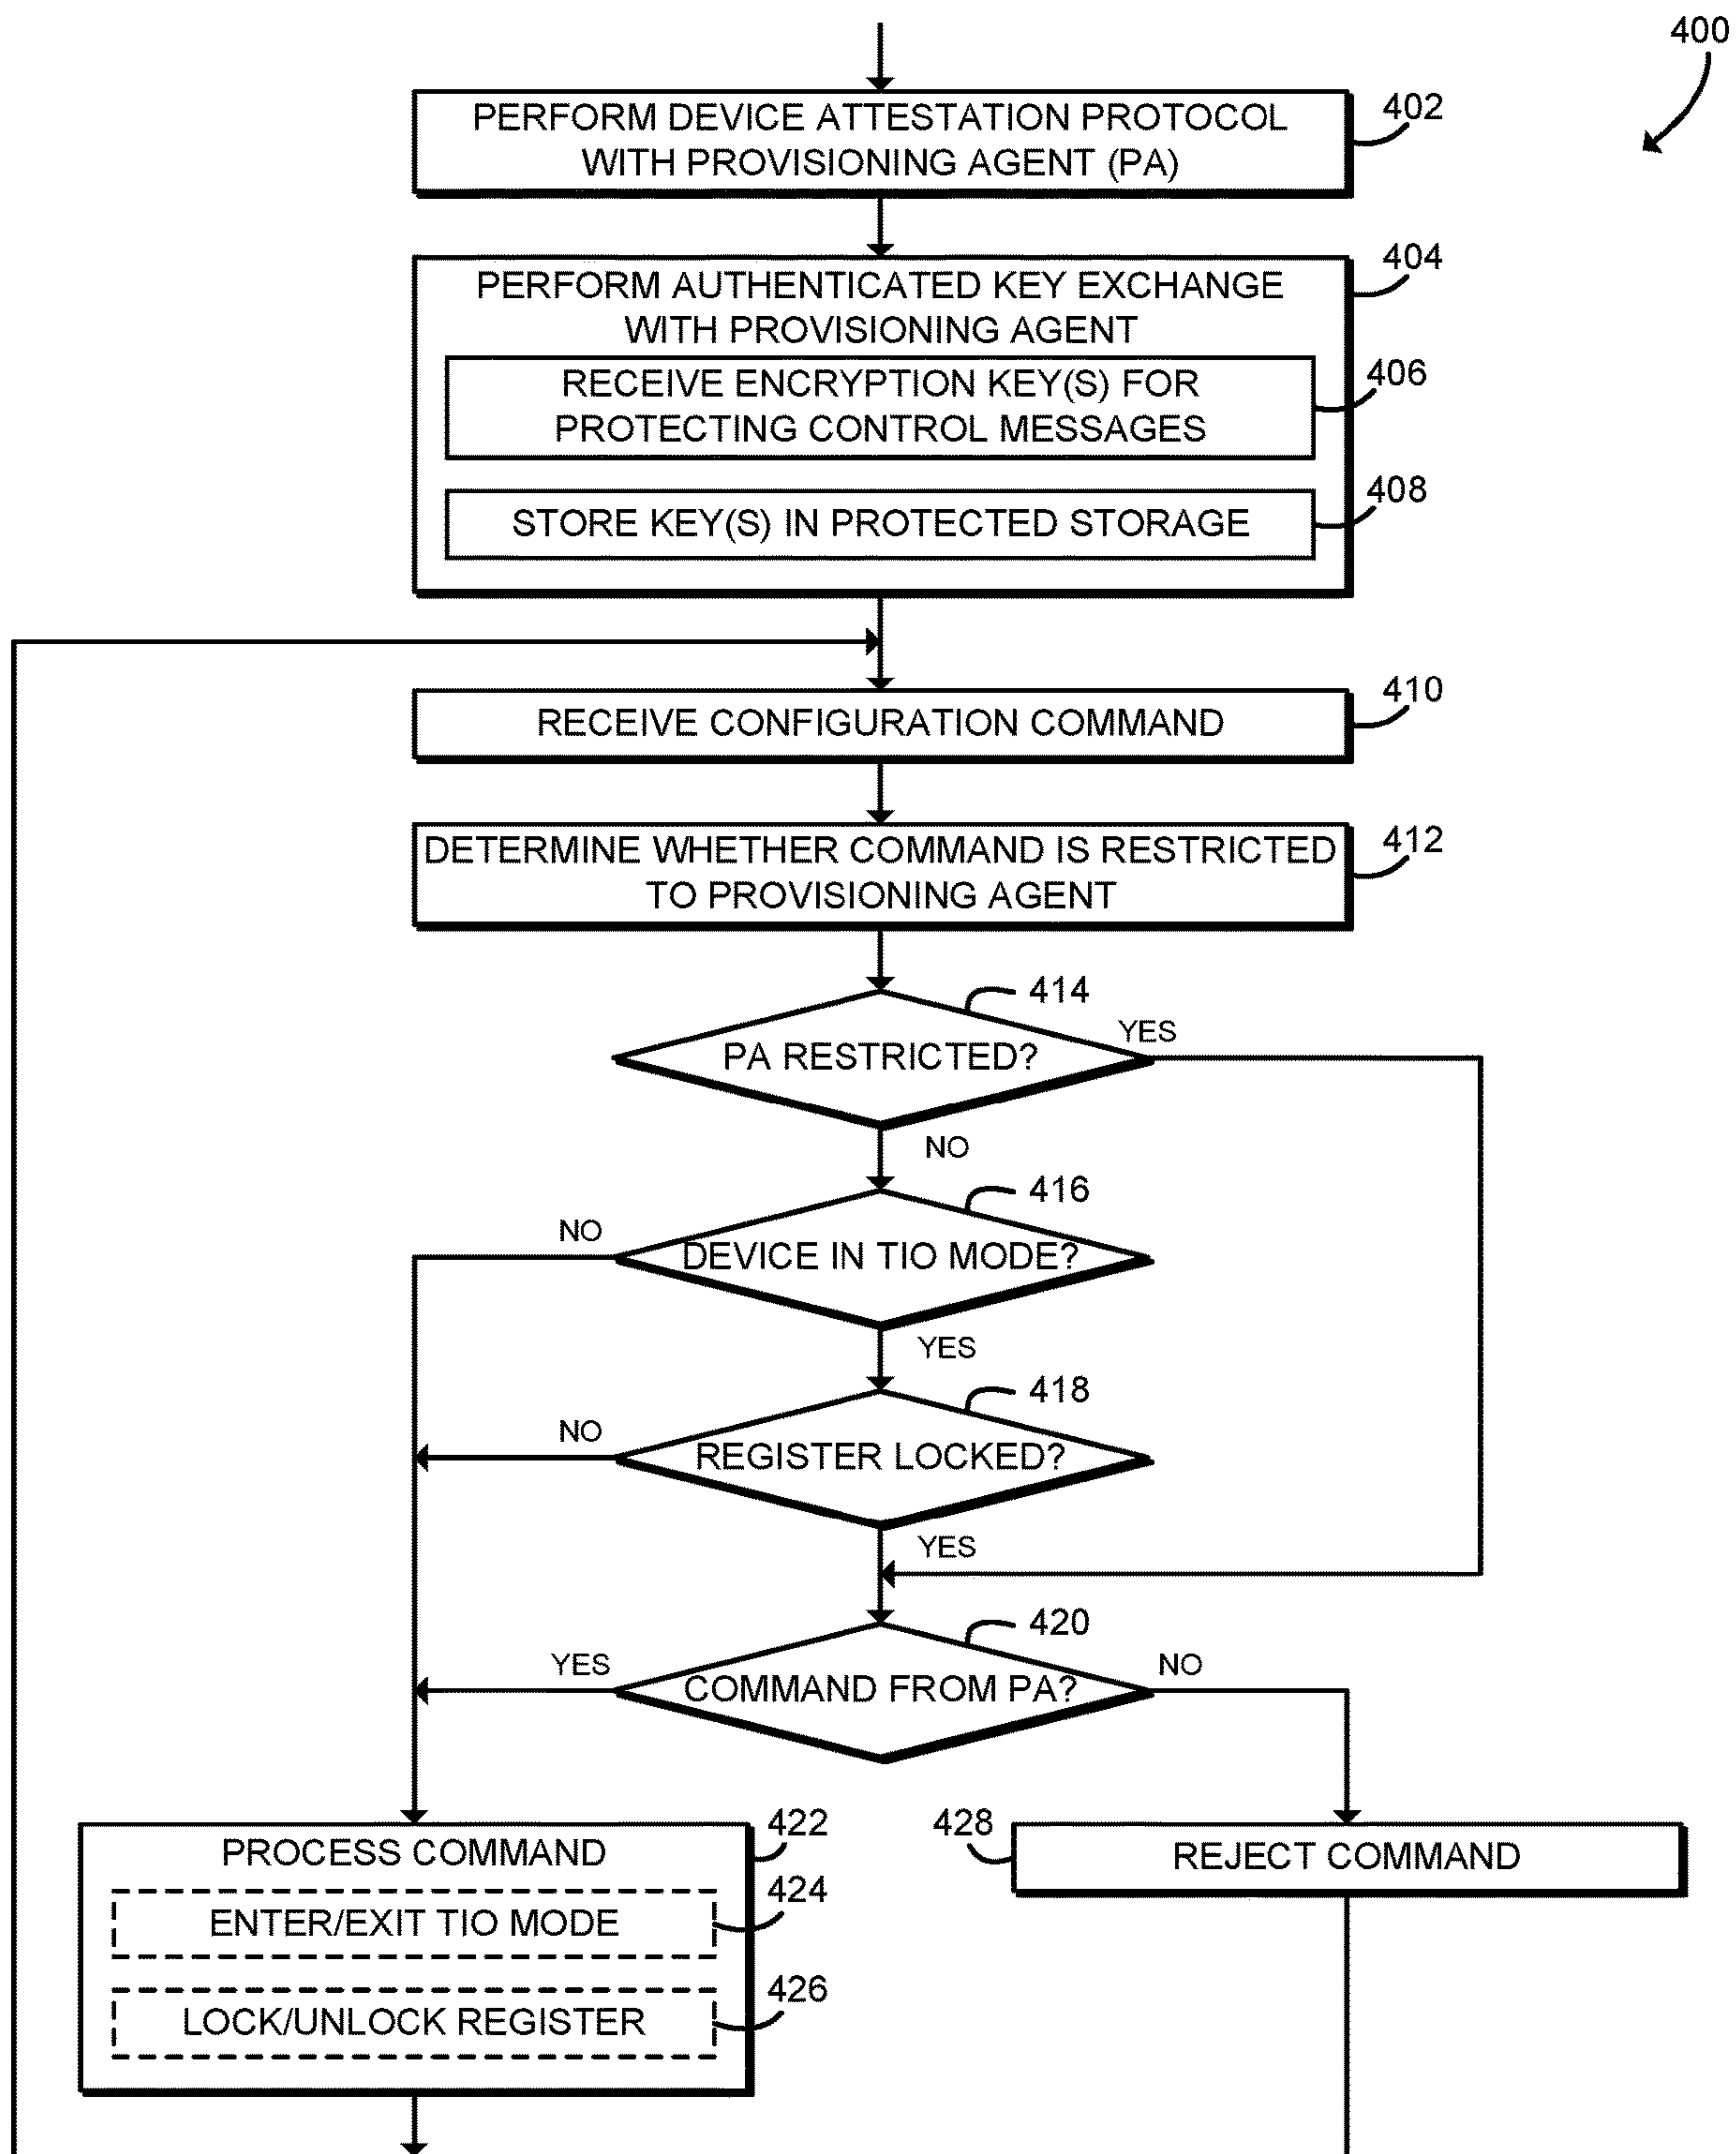 400
PERFORM DEVICE ATTESTATION PROTOCOL
WITH PROVISIONING AGENT (PA)
402
PERFORM AUTHENTICATED KEY EXCHANGE
WITH PROVISIONING AGENT
404
RECEIVE ENCRYPTION KEY(S) FOR
PROTECTING CONTROL MESSAGES
406
STORE KEY(S) IN PROTECTED STORAGE
408
RECEIVE CONFIGURATION COMMAND
410
DETERMINE WHETHER COMMAND IS RESTRICTED
TO PROVISIONING AGENT
412
414
PA RESTRICTED?
YES
NO
416
NO
DEVICE IN TIO MODE?
YES
418
NO
REGISTER LOCKED?
YES
420
YES
COMMAND FROM PA?
NO
PROCESS COMMAND
422
ENTER/EXIT TIO MODE
424
LOCK/UNLOCK REGISTER
426
428
REJECT COMMAND